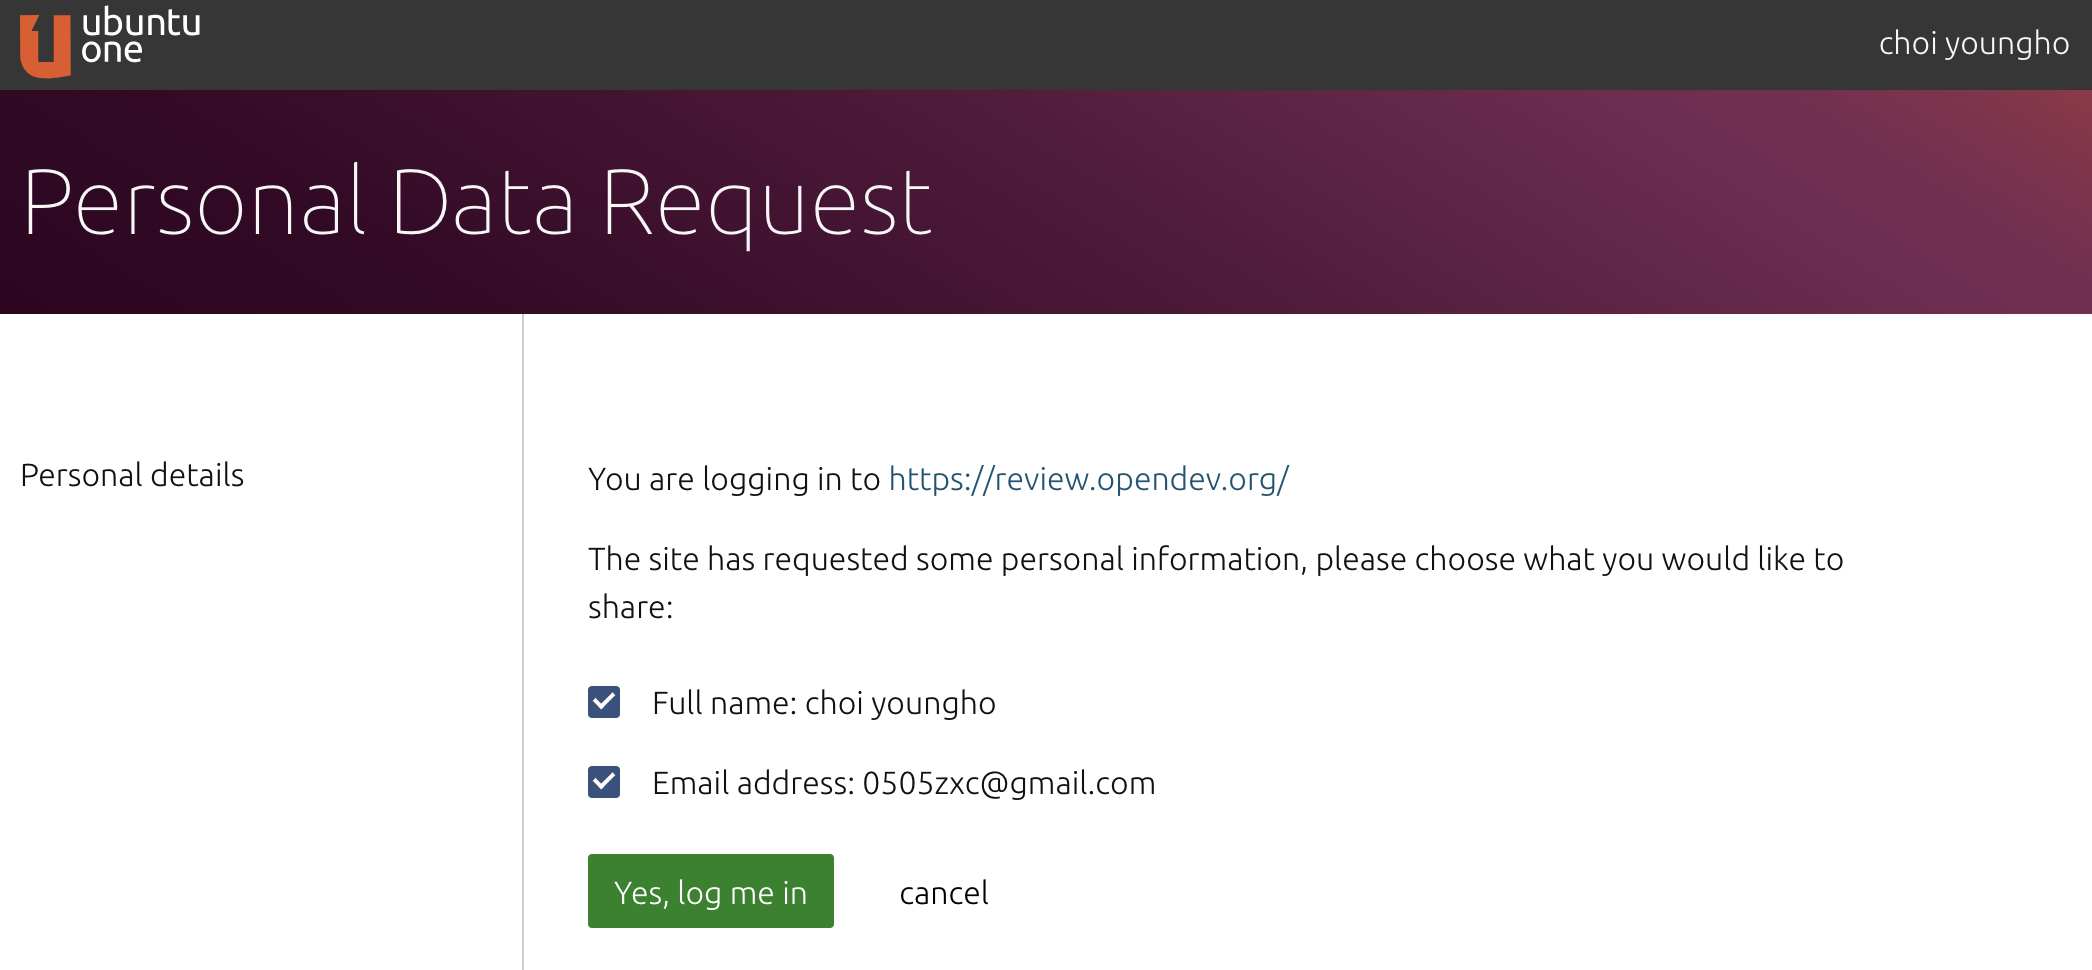 ubuntu
one
choi youngho
Personal Data Request
Personal details
You are logging in to https://review.opendev.org/
The site has requested some personal information, please choose what you would like to
share:
Full name: choi youngho
Email address: 0505zxc@gmail.com
Yes, log me in
cancel